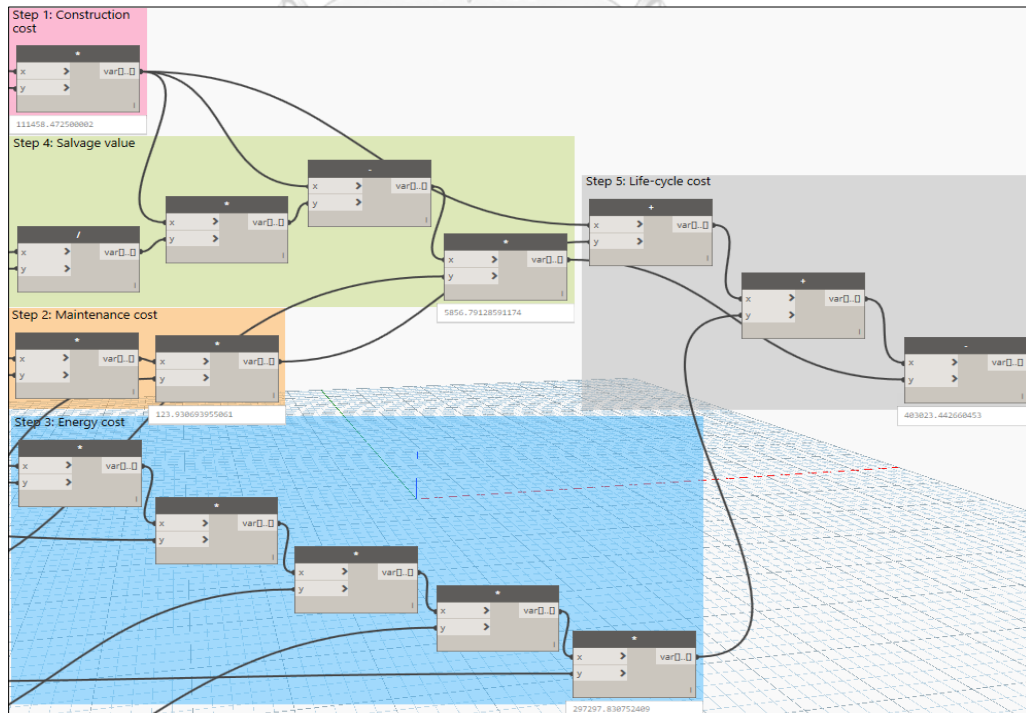 Step 1: Construction
cost
*
x > var[]..[]
y >
l
111458.472500002
Step 4: Salvage value
-
x > var[]..[]
y >
l
*
x > var[]..[]
y >
l
/
x > var[]..[]
y >
l
*
x > var[]..[]
y >
l
5856.79128591174
Step 5: Life-cycle cost
+
x > var[]..[]
y >
l
+
x > var[]..[]
y >
l
-
x > var[]..[]
y >
l
403023.442660453
Step 2: Maintenance cost
*
x > var[]..[]
y >
l
*
x > var[]..[]
y >
l
123.930693955061
Step 3: Energy cost
*
x > var[]..[]
y >
l
*
x > var[]..[]
y >
l
*
x > var[]..[]
y >
l
*
x > var[]..[]
y >
l
*
x > var[]..[]
y >
l
297297.830752409